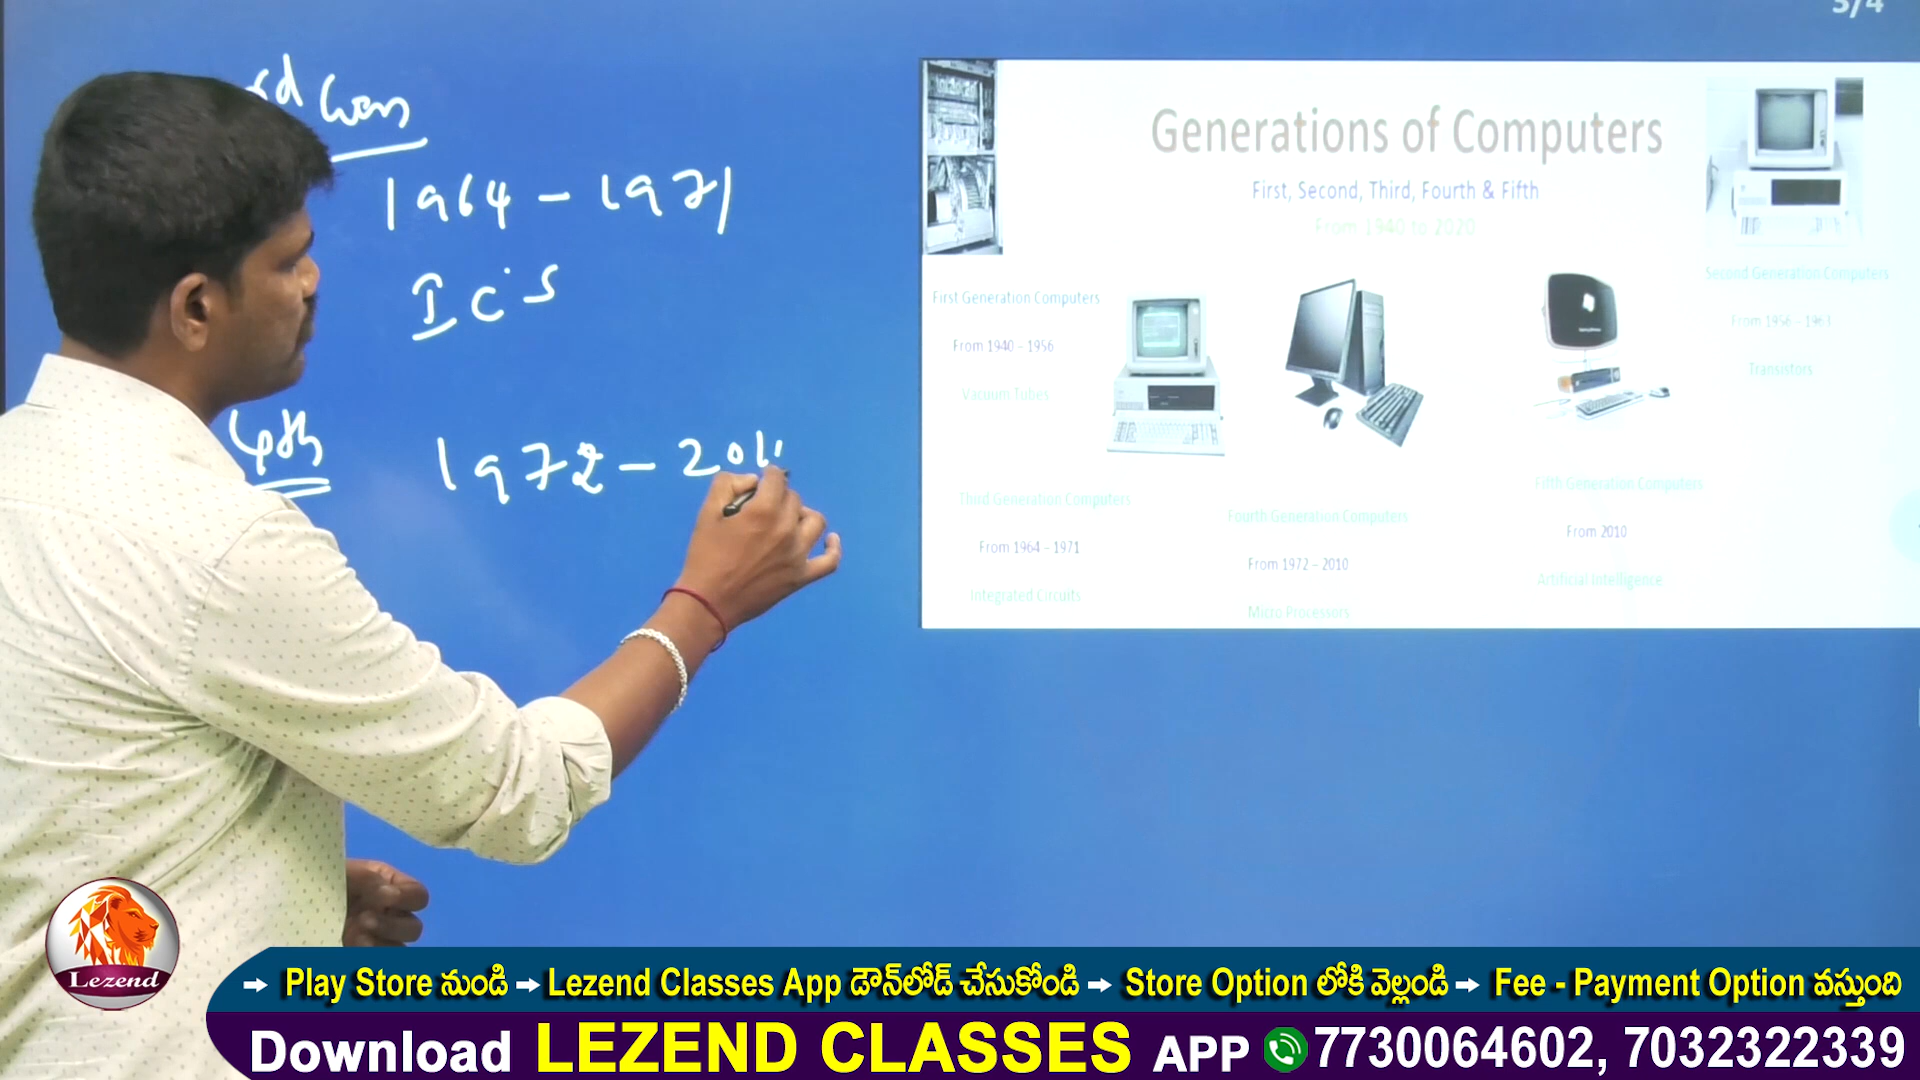 3/4
rd Gen
1964 - 1971
IC's
4th
1972 - 201
Generations of Computers
First, Second, Third, Fourth & Fifth
From 1940 to 2020
First Generation Computers
From 1940 - 1956
Vacuum Tubes
Second Generation Computers
From 1956 - 1963
Transistors
Third Generation Computers
From 1964 - 1971
Integrated Circuits
Fourth Generation Computers
From 1972 - 2010
Micro Processors
Fifth Generation Computers
From 2010
Artificial Intelligence
Lezend
→ Play Store నుండి → Lezend Classes App డౌన్‌లోడ్ చేసుకోండి → Store Option లోకి వెల్లండి → Fee - Payment Option వస్తుంది
Download LEZEND CLASSES APP 7730064602, 7032322339